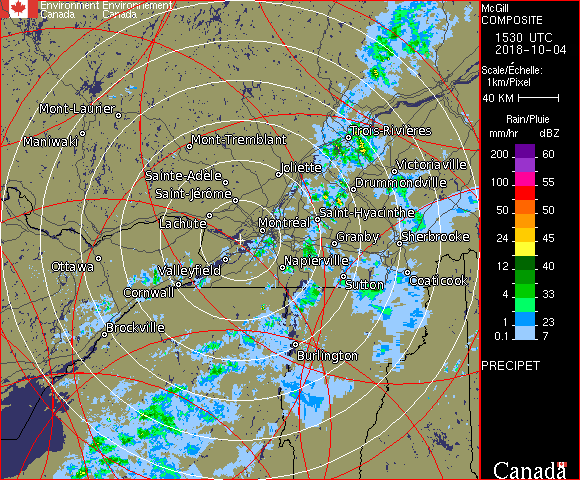 Environment Environnement
Canada Canada
McGill
COMPOSITE
1530 UTC
2018-10-04
Scale/Échelle:
1km/Pixel
40 KM
Rain/Pluie
mm/hr dBZ
200 60
100 55
50 50
24 45
12 40
4 33
1 23
0.1 7
PRECIPET
Mont-Laurier
Maniwaki
Mont-Tremblant
Trois-Rivières
Joliette
Victoriaville
Sainte-Adèle
Drummondville
Saint-Jérôme
Lachute
Montréal
Saint-Hyacinthe
Granby
Sherbrooke
Ottawa
Valleyfield
Napierville
Cornwall
Sutton
Coaticook
Brockville
Burlington
Canada